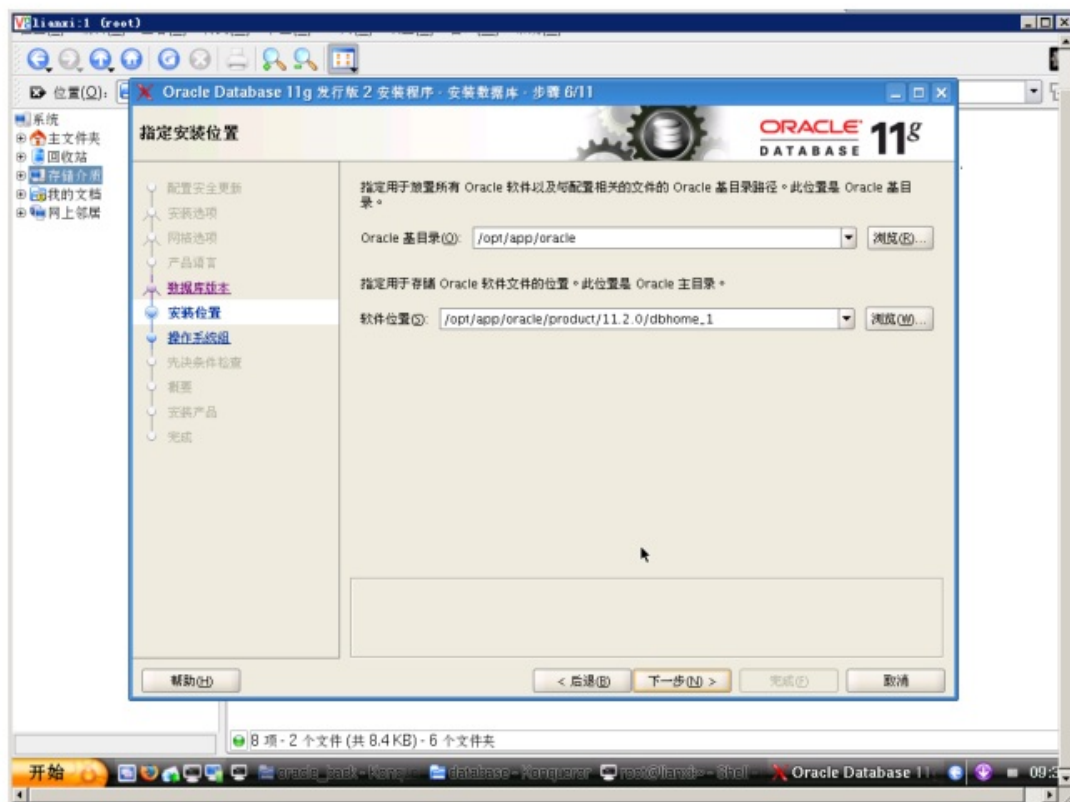 lianxi:1 (root)
位置(O):
Oracle Database 11g 发行版 2 安装程序 - 安装数据库 - 步骤 6/11
系统
主文件夹
回收站
存储介质
我的文档
网上邻居
指定安装位置
ORACLE
DATABASE 11g
配置安全更新
安装选项
网格选项
产品语言
数据库版本
安装位置
操作系统组
先决条件检查
概要
安装产品
完成
指定用于放置所有 Oracle 软件以及与配置相关的文件的 Oracle 基目录路径。此位置是 Oracle 基目
录。
Oracle 基目录(O): /opt/app/oracle 浏览(R)...
指定用于存储 Oracle 软件文件的位置。此位置是 Oracle 主目录。
软件位置(S): /opt/app/oracle/product/11.2.0/dbhome_1 浏览(W)...
帮助(H) < 后退(B) 下一步(N) > 完成(F) 取消
8 项 - 2 个文件 (共 8.4 KB) - 6 个文件夹
开始 oracle_back - Konq database - Konqueror root@lianxi: - Shell Oracle Database 11 09:3